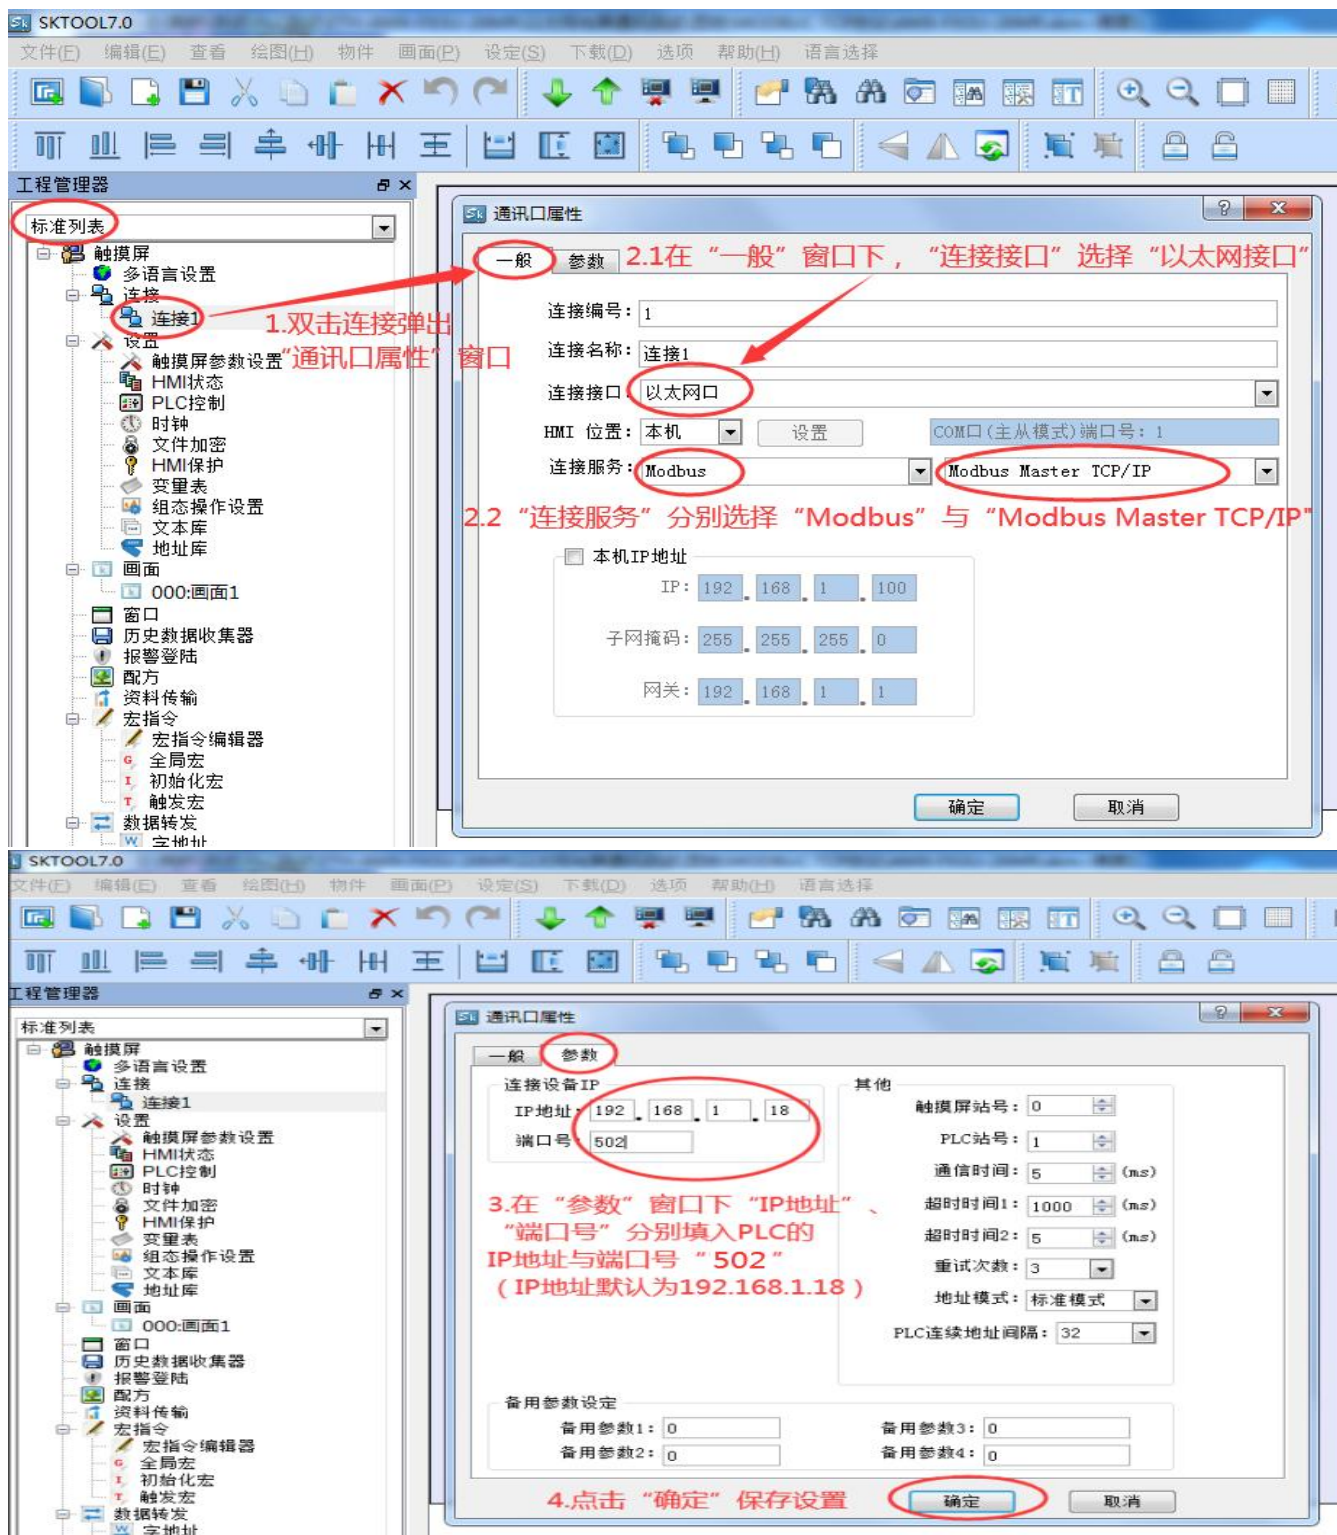 SKTOOL7.0
文件(F) 编辑(E) 查看 绘图(H) 物件 画面(P) 设定(S) 下载(D) 选项 帮助(H) 语言选择
工程管理器
标准列表
触摸屏
多语言设置
连接
连接1
设置
触摸屏参数设置
HMI状态
PLC控制
时钟
文件加密
HMI保护
变量表
组态操作设置
文本库
地址库
画面
000:画面1
窗口
历史数据收集器
报警登陆
配方
资料传输
宏指令
宏指令编辑器
全局宏
初始化宏
触发宏
数据转发
字地址
1.双击连接弹出
“通讯口属性”窗口
通讯口属性
一般 参数
2.1在“一般”窗口下，“连接接口”选择“以太网接口”
连接编号: 1
连接名称: 连接1
连接接口: 以太网口
HMI 位置: 本机 设置 COM口(主从模式)端口号: 1
连接服务: Modbus Modbus Master TCP/IP
2.2“连接服务”分别选择“Modbus”与“Modbus Master TCP/IP"
本机IP地址
IP: 192 . 168 . 1 . 100
子网掩码: 255 . 255 . 255 . 0
网关: 192 . 168 . 1 . 1
确定 取消
SKTOOL7.0
文件(F) 编辑(E) 查看 绘图(H) 物件 画面(P) 设定(S) 下载(D) 选项 帮助(H) 语言选择
工程管理器
标准列表
触摸屏
多语言设置
连接
连接1
设置
触摸屏参数设置
HMI状态
PLC控制
时钟
文件加密
HMI保护
变量表
组态操作设置
文本库
地址库
画面
000:画面1
窗口
历史数据收集器
报警登陆
配方
资料传输
宏指令
宏指令编辑器
全局宏
初始化宏
触发宏
数据转发
字地址
通讯口属性
一般 参数
连接设备IP
IP地址: 192 . 168 . 1 . 18
端口号: 502
3.在“参数”窗口下“IP地址”、
“端口号”分别填入PLC的
IP地址与端口号“502”
（IP地址默认为192.168.1.18）
其他
触摸屏站号: 0
PLC站号: 1
通信时间: 5 (ms)
超时时间1: 1000 (ms)
超时时间2: 5 (ms)
重试次数: 3
地址模式: 标准模式
PLC连续地址间隔: 32
备用参数设定
备用参数1: 0 备用参数3: 0
备用参数2: 0 备用参数4: 0
4.点击“确定”保存设置
确定 取消